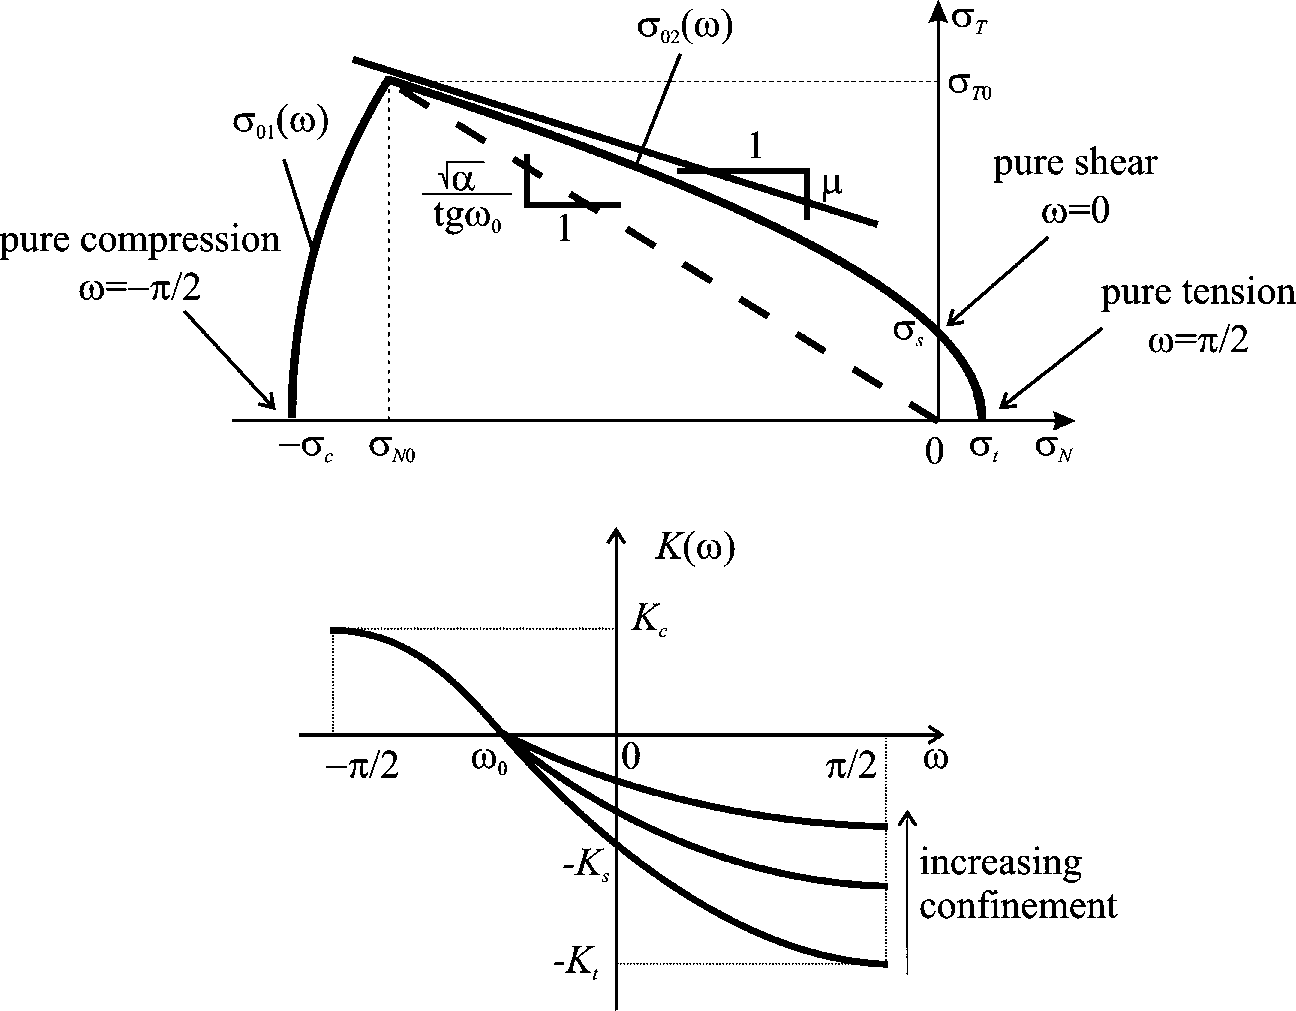 σ02(ω)
σT
σT0
σ01(ω)
1
μ
pure shear
ω=0
√α
tgω0
1
pure compression
ω=−π/2
σs
pure tension
ω=π/2
−σc
σN0
0
σt
σN
K(ω)
Kc
−π/2
ω0
0
π/2
ω
-Ks
increasing
confinement
-Kt